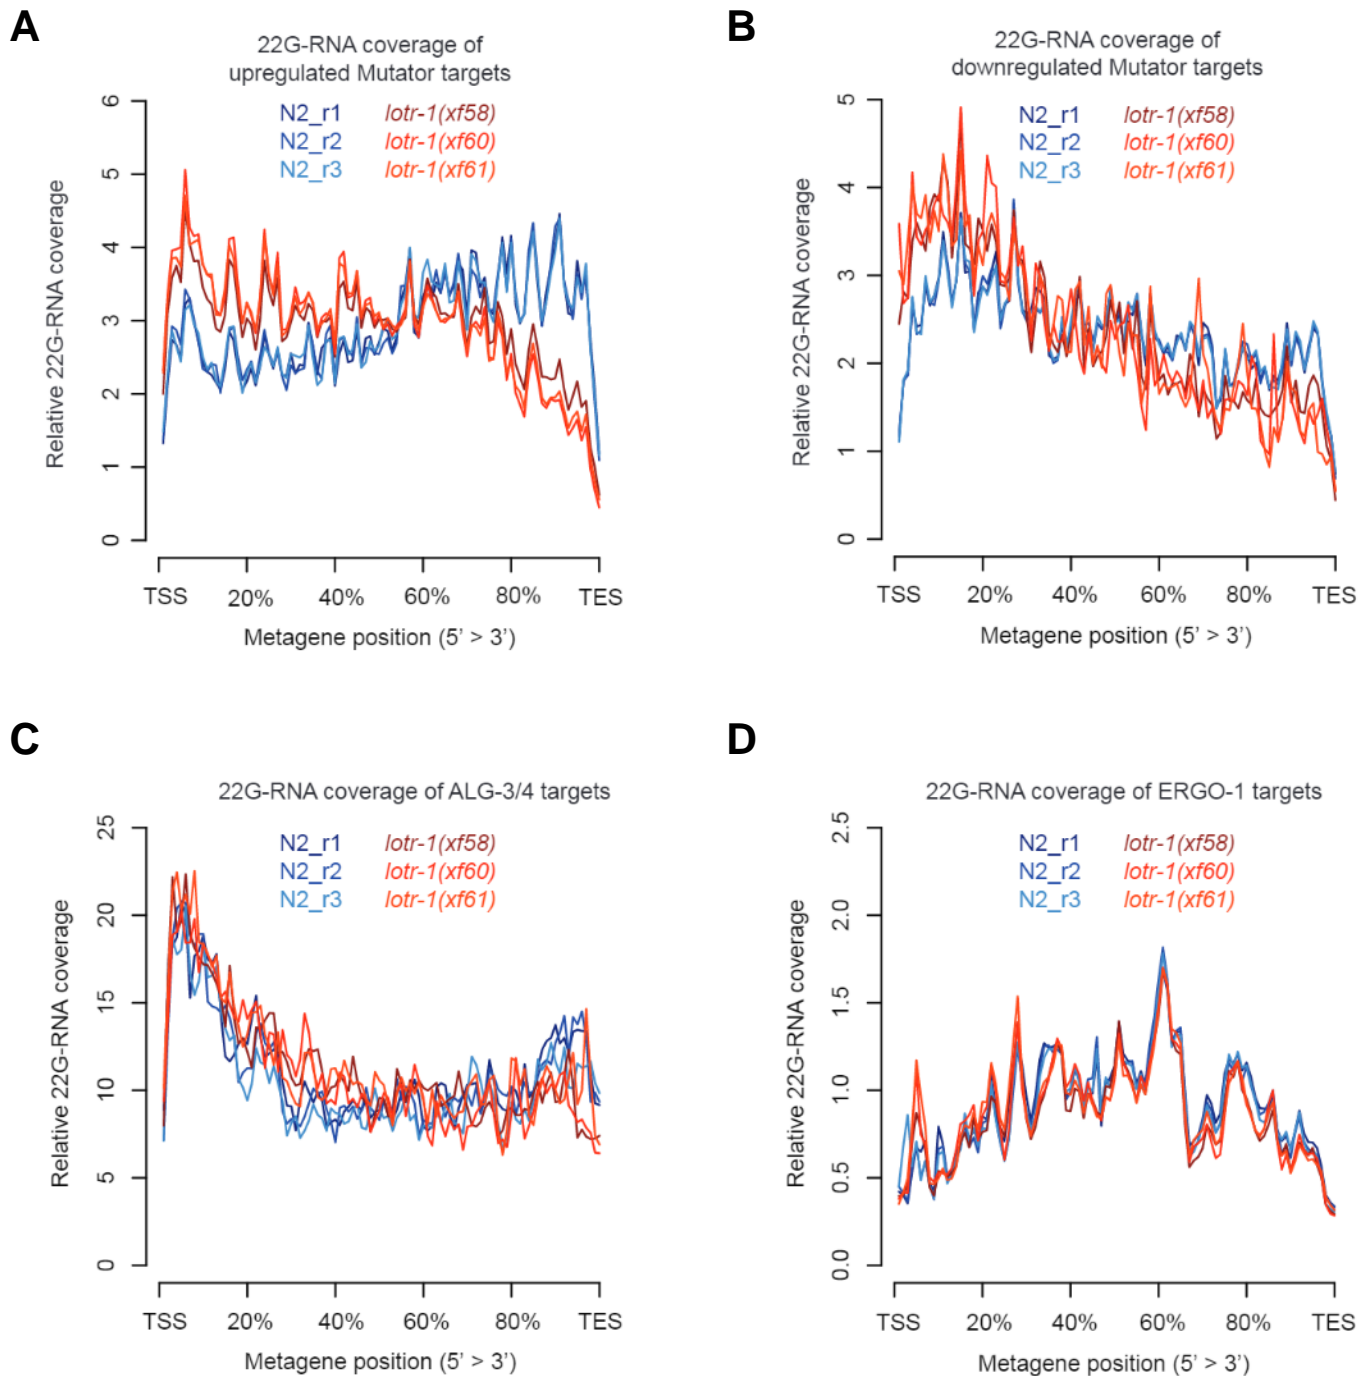 A
22G-RNA coverage of
upregulated Mutator targets
N2_r1 lotr-1(xf58)
N2_r2 lotr-1(xf60)
N2_r3 lotr-1(xf61)
Relative 22G-RNA coverage
6
5
4
3
2
1
0
TSS 20% 40% 60% 80% TES
Metagene position (5' > 3')
B
22G-RNA coverage of
downregulated Mutator targets
N2_r1 lotr-1(xf58)
N2_r2 lotr-1(xf60)
N2_r3 lotr-1(xf61)
Relative 22G-RNA coverage
5
4
3
2
1
0
TSS 20% 40% 60% 80% TES
Metagene position (5' > 3')
C
22G-RNA coverage of ALG-3/4 targets
N2_r1 lotr-1(xf58)
N2_r2 lotr-1(xf60)
N2_r3 lotr-1(xf61)
Relative 22G-RNA coverage
25
20
15
10
5
0
TSS 20% 40% 60% 80% TES
Metagene position (5' > 3')
D
22G-RNA coverage of ERGO-1 targets
N2_r1 lotr-1(xf58)
N2_r2 lotr-1(xf60)
N2_r3 lotr-1(xf61)
Relative 22G-RNA coverage
2.5
2.0
1.5
1.0
0.5
0.0
TSS 20% 40% 60% 80% TES
Metagene position (5' > 3')